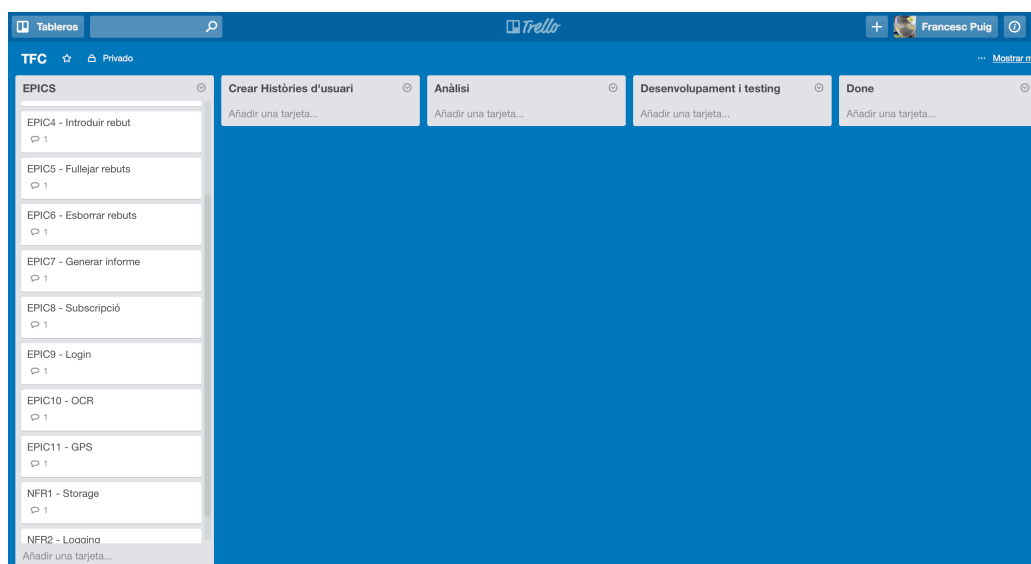 Tableros
Trello
Francesc Puig
TFC
Privado
Mostrar m
EPICS
EPIC4 - Introduir rebut
1
EPIC5 - Fullejar rebuts
1
EPIC6 - Esborrar rebuts
1
EPIC7 - Generar informe
1
EPIC8 - Subscripció
1
EPIC9 - Login
1
EPIC10 - OCR
1
EPIC11 - GPS
1
NFR1 - Storage
1
NFR2 - Logging
Añadir una tarjeta...
Crear Històries d'usuari
Añadir una tarjeta...
Anàlisi
Añadir una tarjeta...
Desenvolupament i testing
Añadir una tarjeta...
Done
Añadir una tarjeta...